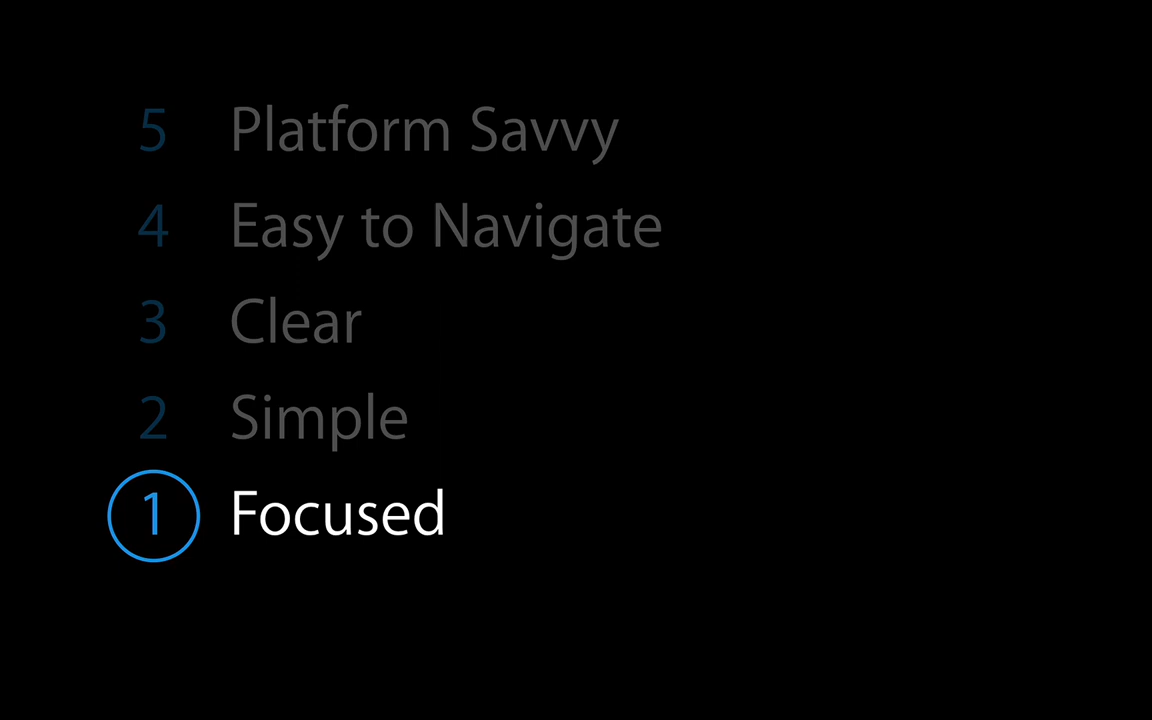 5 Platform Savvy
4 Easy to Navigate
3 Clear
2 Simple
1 Focused